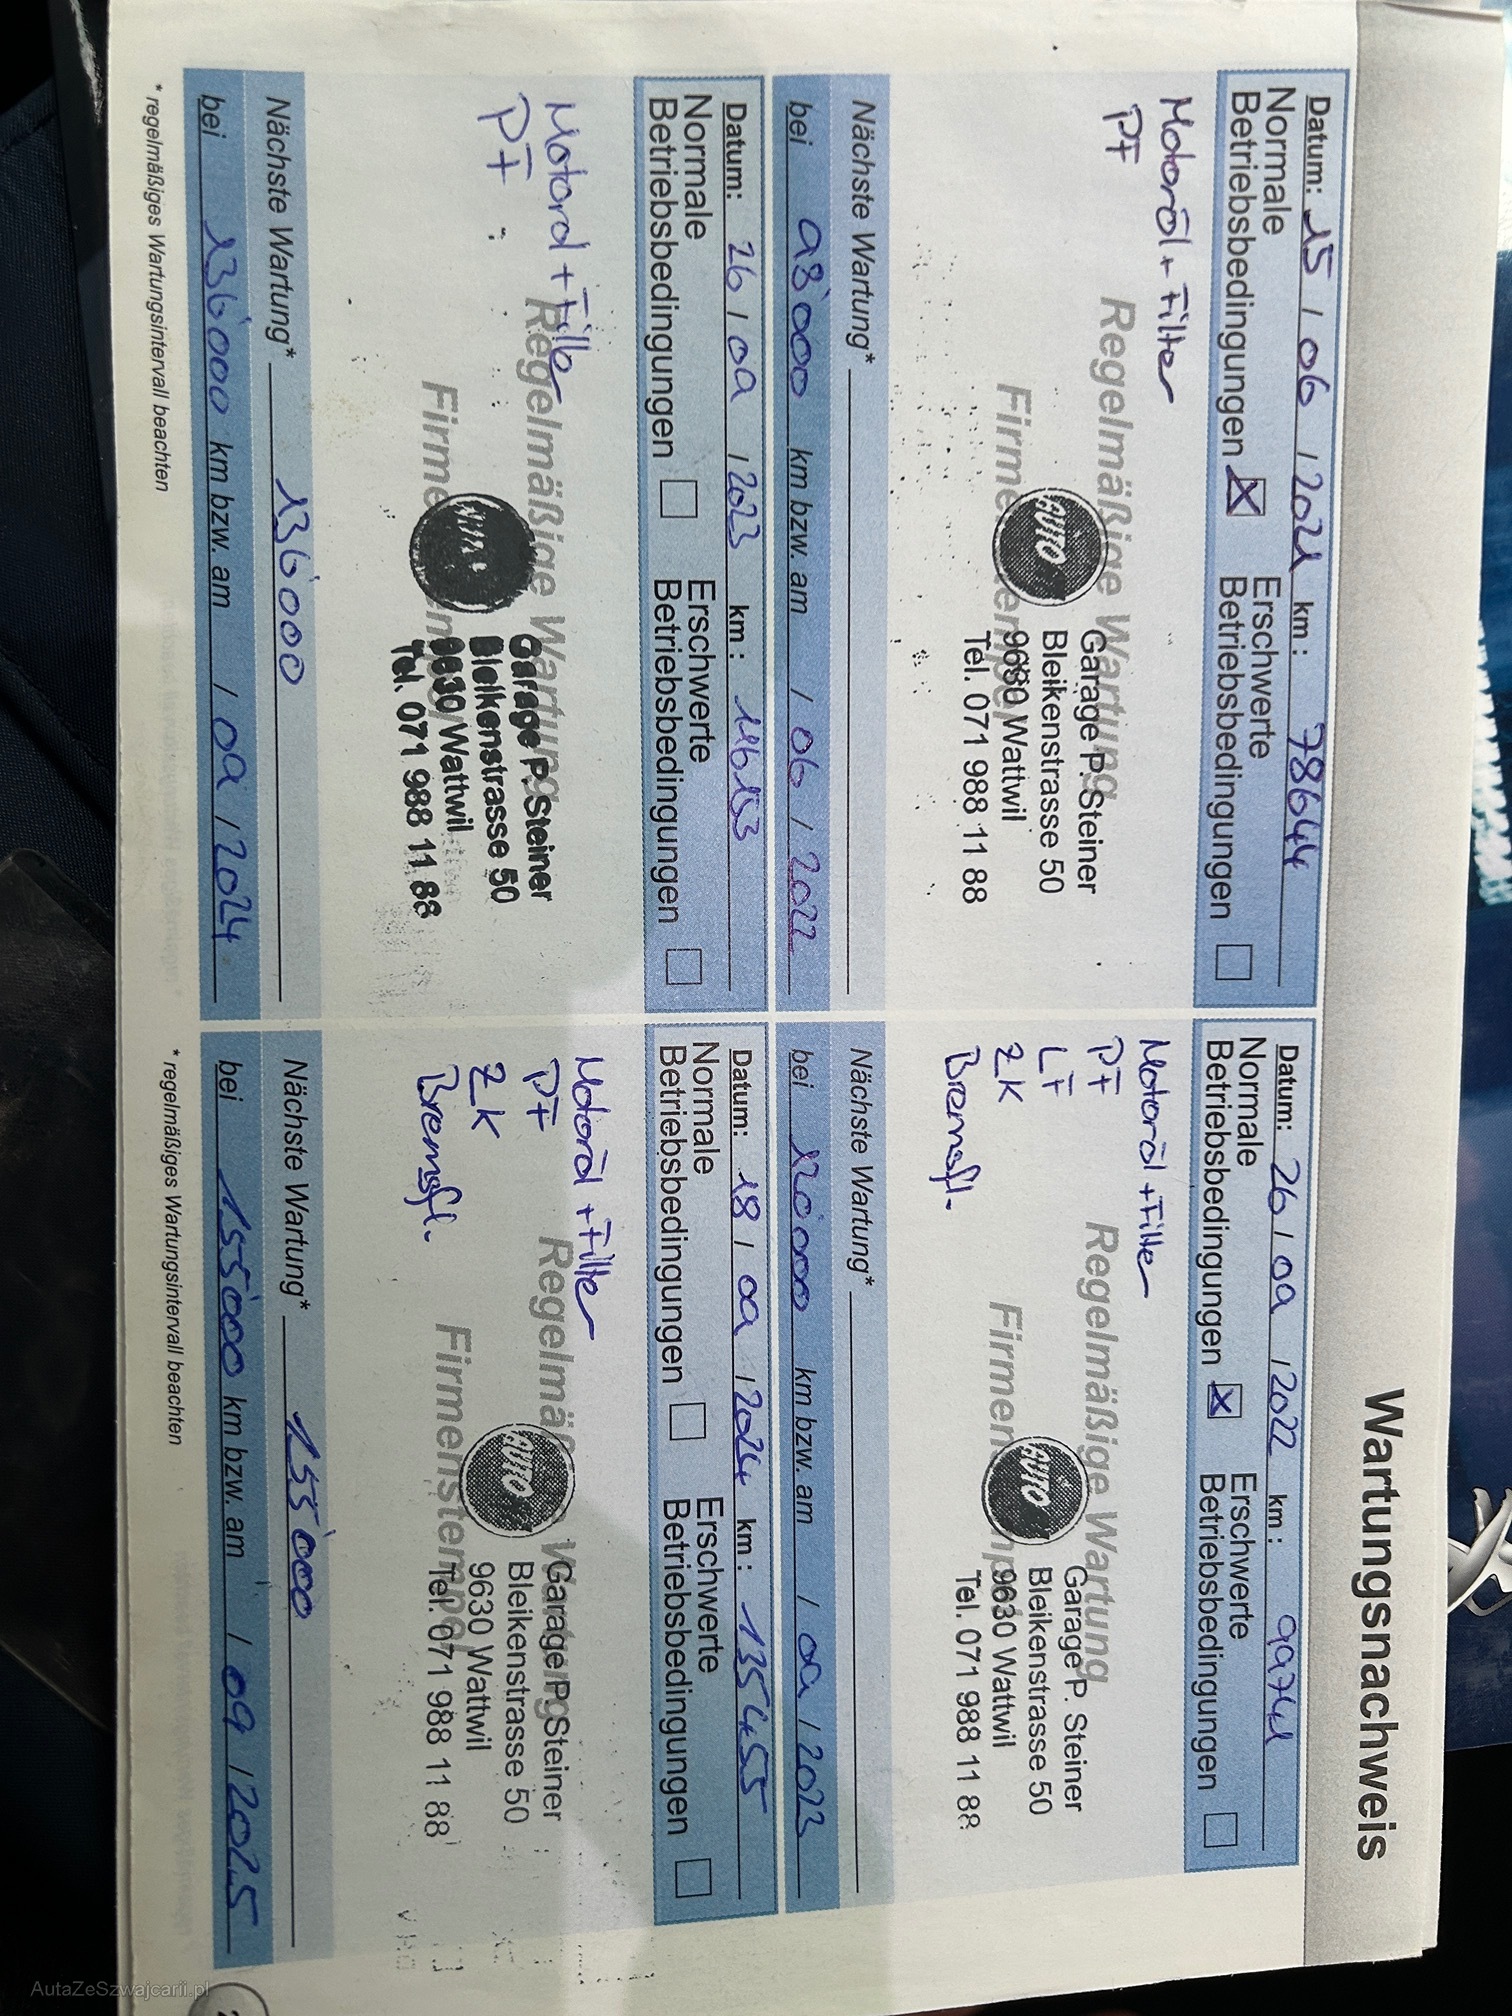 Wartungsnachweis
Datum: 15 / 06 / 2021 km : 78644
Normale Betriebsbedingungen X Erschwerte Betriebsbedingungen
Motoröl + Filter
PF
Regelmäßige Wartung
AUTO
Garage P. Steiner
Bleikenstrasse 50
9630 Wattwil
Tel. 071 988 11 88
Nächste Wartung*
bei 98'000 km bzw. am / 06 / 2022
Datum: 26 / 09 / 2022 km : 99741
Normale Betriebsbedingungen X Erschwerte Betriebsbedingungen
Motoröl + Filter
PF
LF
ZK
Bremsfl.
Regelmäßige Wartung
AUTO
Garage P. Steiner
Bleikenstrasse 50
9630 Wattwil
Tel. 071 988 11 88
Nächste Wartung*
bei 120'000 km bzw. am / 09 / 2023
Datum: 26 / 09 / 2023 km : 116153
Normale Betriebsbedingungen Erschwerte Betriebsbedingungen
Motoröl + Filter
PF
Regelmäßige Wartung
Garage P. Steiner
Bleikenstrasse 50
9630 Wattwil
Tel. 071 988 11 88
Nächste Wartung* 136'000
bei 136'000 km bzw. am / 09 / 2024
* regelmäßiges Wartungsintervall beachten
Datum: 18 / 09 / 2024 km : 135455
Normale Betriebsbedingungen Erschwerte Betriebsbedingungen
Motoröl + Filter
PF
ZK
Bremsfl.
Regelmäßige Wartung
Firmenstempel
AUTO
Garage P. Steiner
Bleikenstrasse 50
9630 Wattwil
Tel. 071 988 11 88
Nächste Wartung* 155'000
bei 155'000 km bzw. am / 09 / 2025
* regelmäßiges Wartungsintervall beachten
AutaZeSzwajcarii.pl